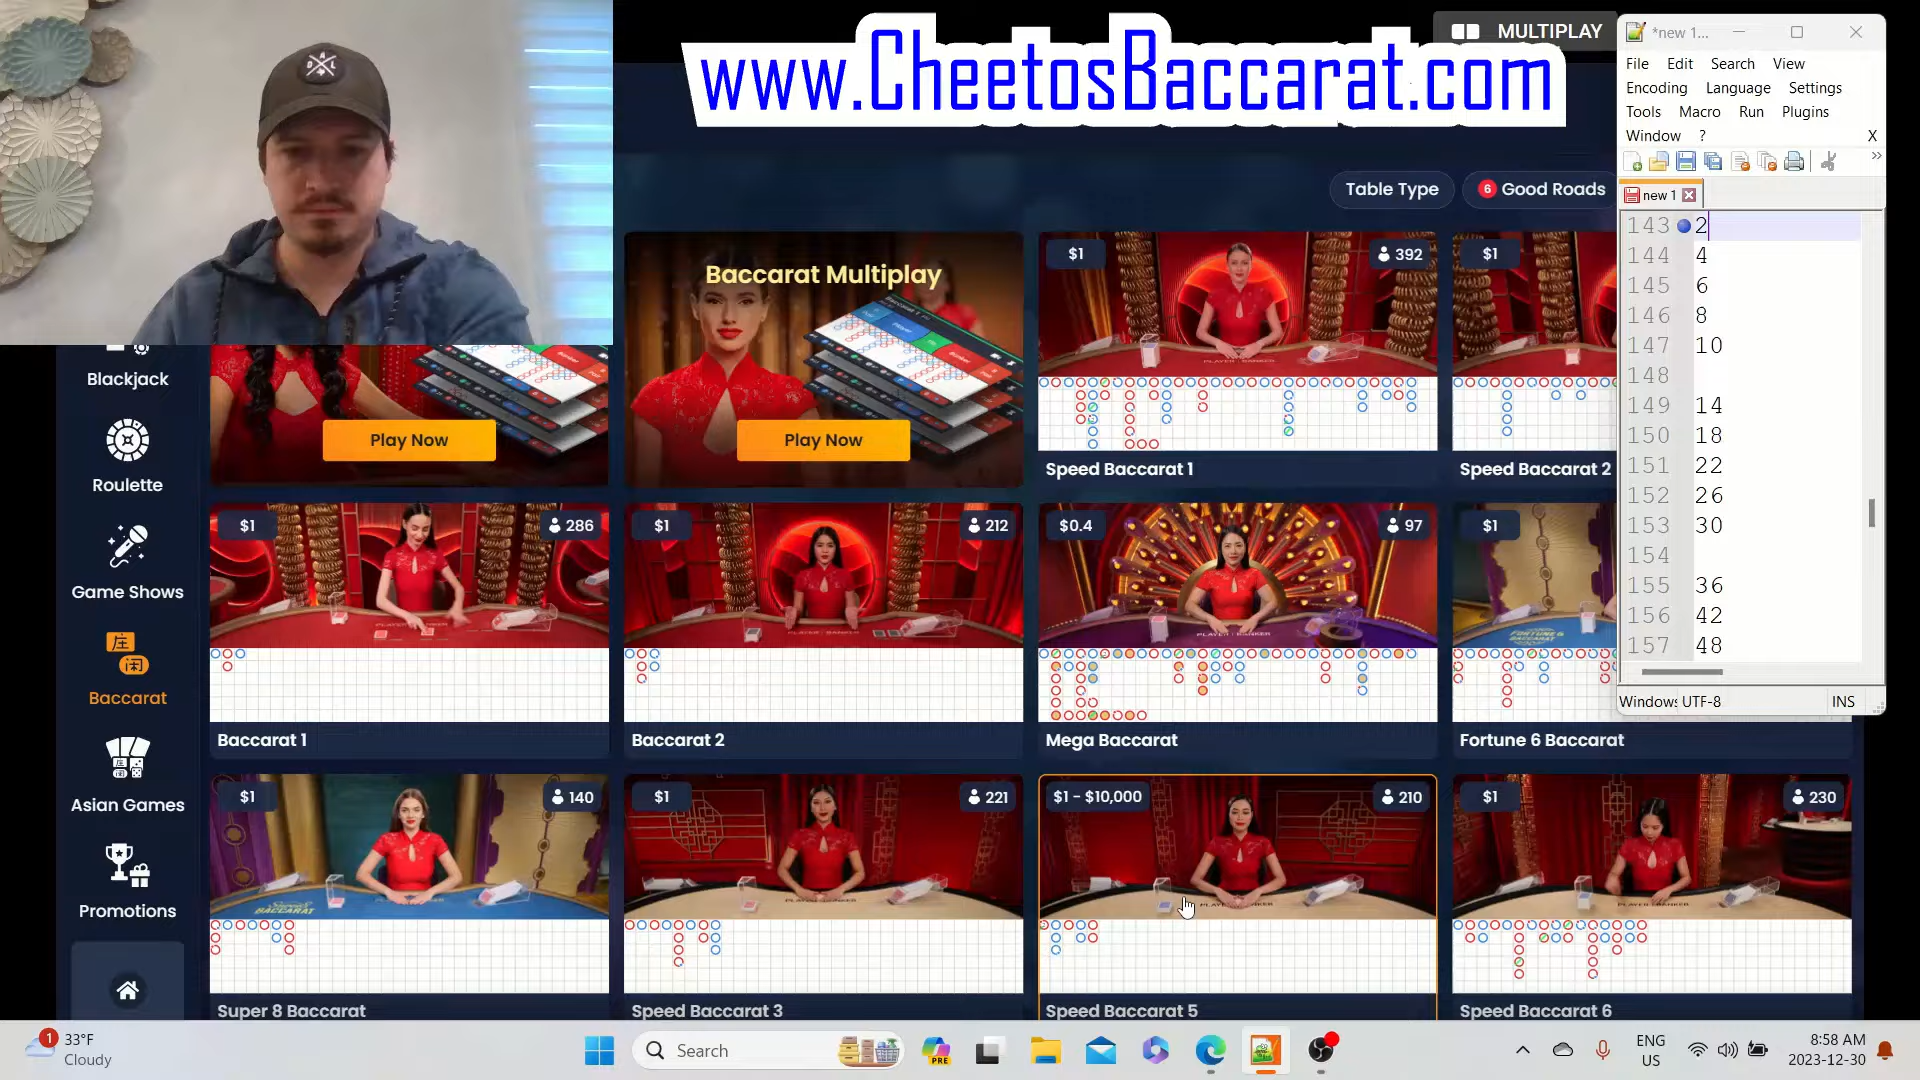 www.CheetosBaccarat.com
MULTIPLAY
*new 1...
File Edit Search View
Encoding Language Settings
Tools Macro Run Plugins
Window ? X
new 1
143 2
144 4
145 6
146 8
147 10
148
149 14
150 18
151 22
152 26
153 30
154
155 36
156 42
157 48
Windows UTF-8 INS
Table Type
6 Good Roads
Blackjack
Roulette
Game Shows
Baccarat
Asian Games
Promotions
Play Now
Baccarat Multiplay
Play Now
$1 392
Speed Baccarat 1
$1
Speed Baccarat 2
$1 286
Baccarat 1
$1 212
Baccarat 2
$0.4 97
Mega Baccarat
$1
FORTUNE 6
BACCARAT
Fortune 6 Baccarat
$1 140
BACCARAT
Super 8 Baccarat
$1 221
Speed Baccarat 3
$1 - $10,000 210
Speed Baccarat 5
$1 230
Speed Baccarat 6
1
33°F
Cloudy
Search
PRE
ENG
US
8:58 AM
2023-12-30